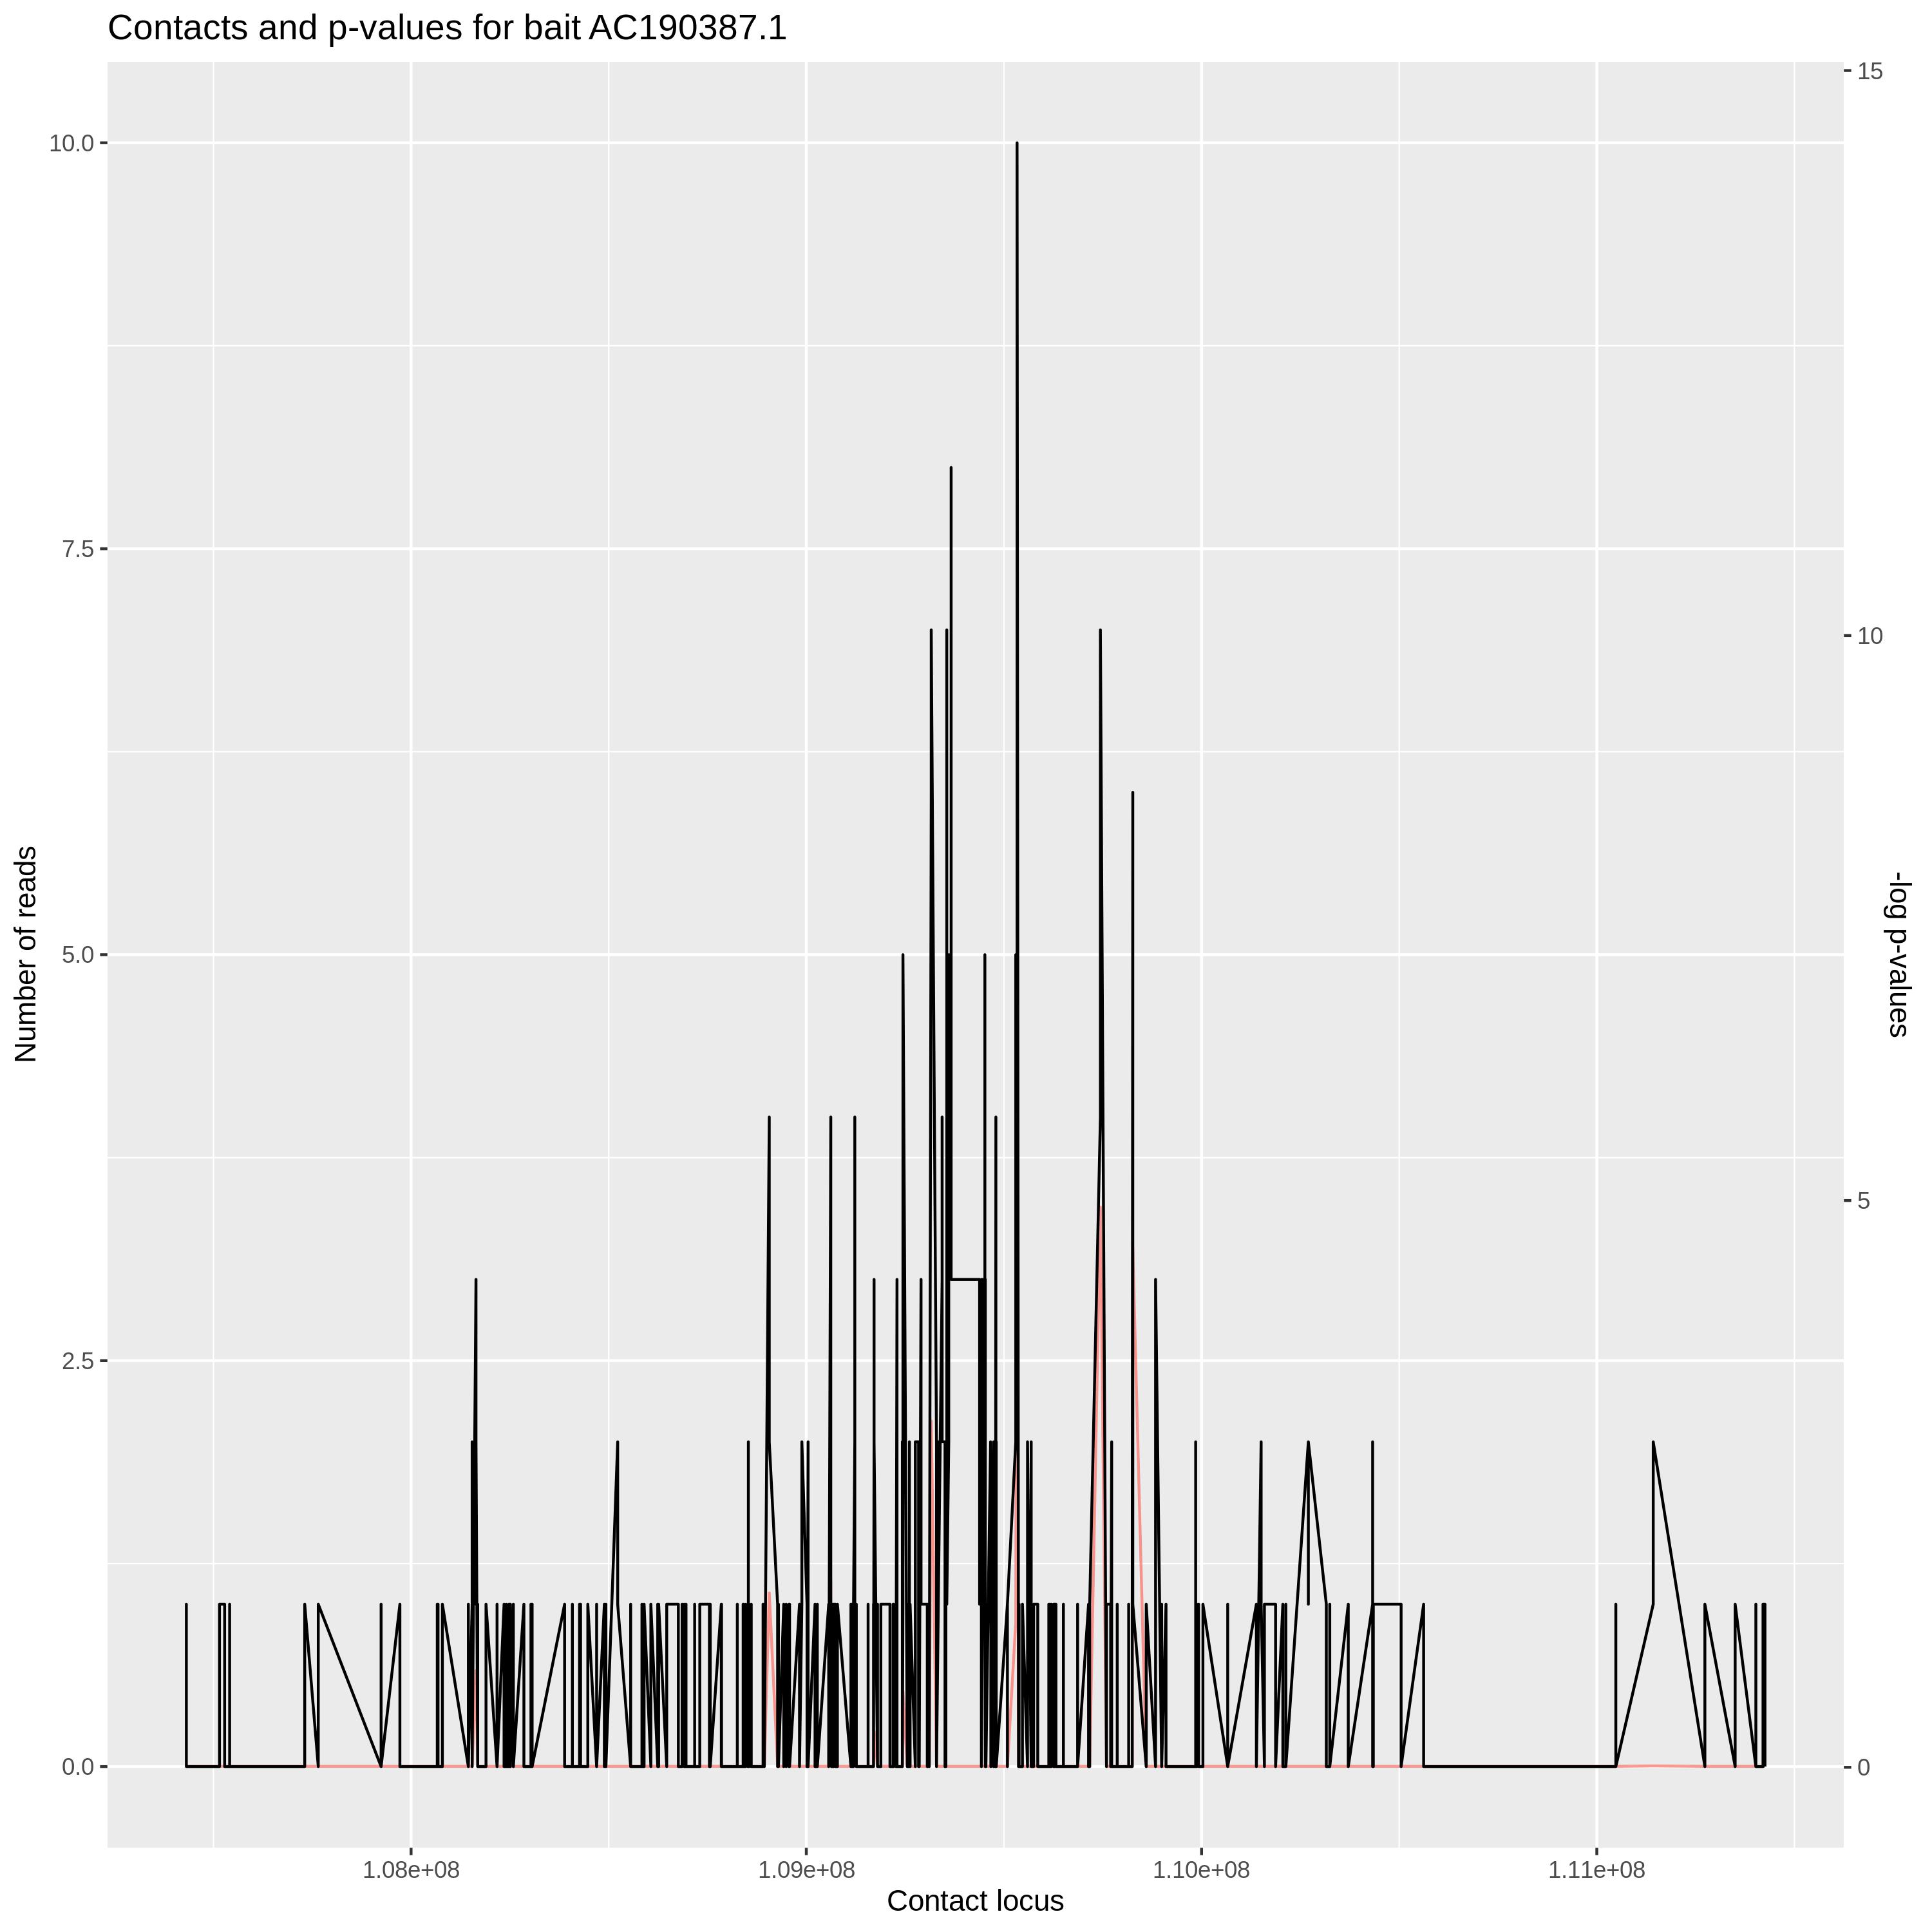 Contacts and p-values for bait AC190387.1
15
10.0
7.5
10
5.0
5
2.5
0.0
0
Number of reads
-log p-values
1.08e+08
1.09e+08
1.10e+08
1.11e+08
Contact locus